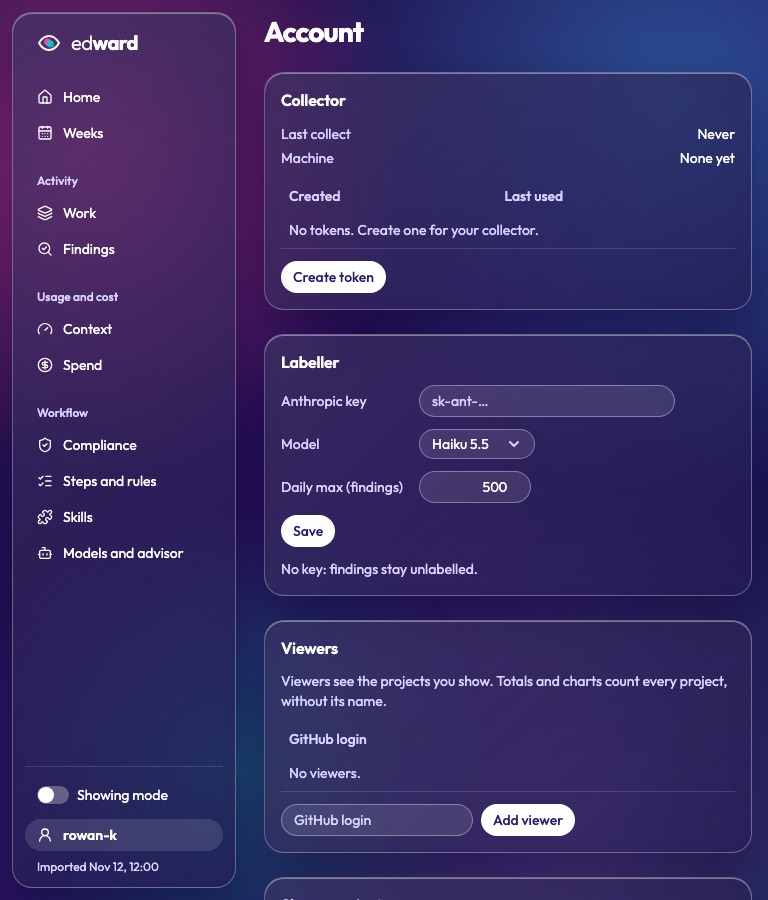 edward
Home
Weeks
Activity
Work
Findings
Usage and cost
Context
Spend
Workflow
Compliance
Steps and rules
Skills
Models and advisor
Showing mode
rowan-k
Imported Nov 12, 12:00
Account
Collector
Last collect Never
Machine None yet
Created Last used
No tokens. Create one for your collector.
Create token
Labeller
Anthropic key sk-ant-...
Model Haiku 5.5
Daily max (findings) 500
Save
No key: findings stay unlabelled.
Viewers
Viewers see the projects you show. Totals and charts count every project,
without its name.
GitHub login
No viewers.
GitHub login Add viewer